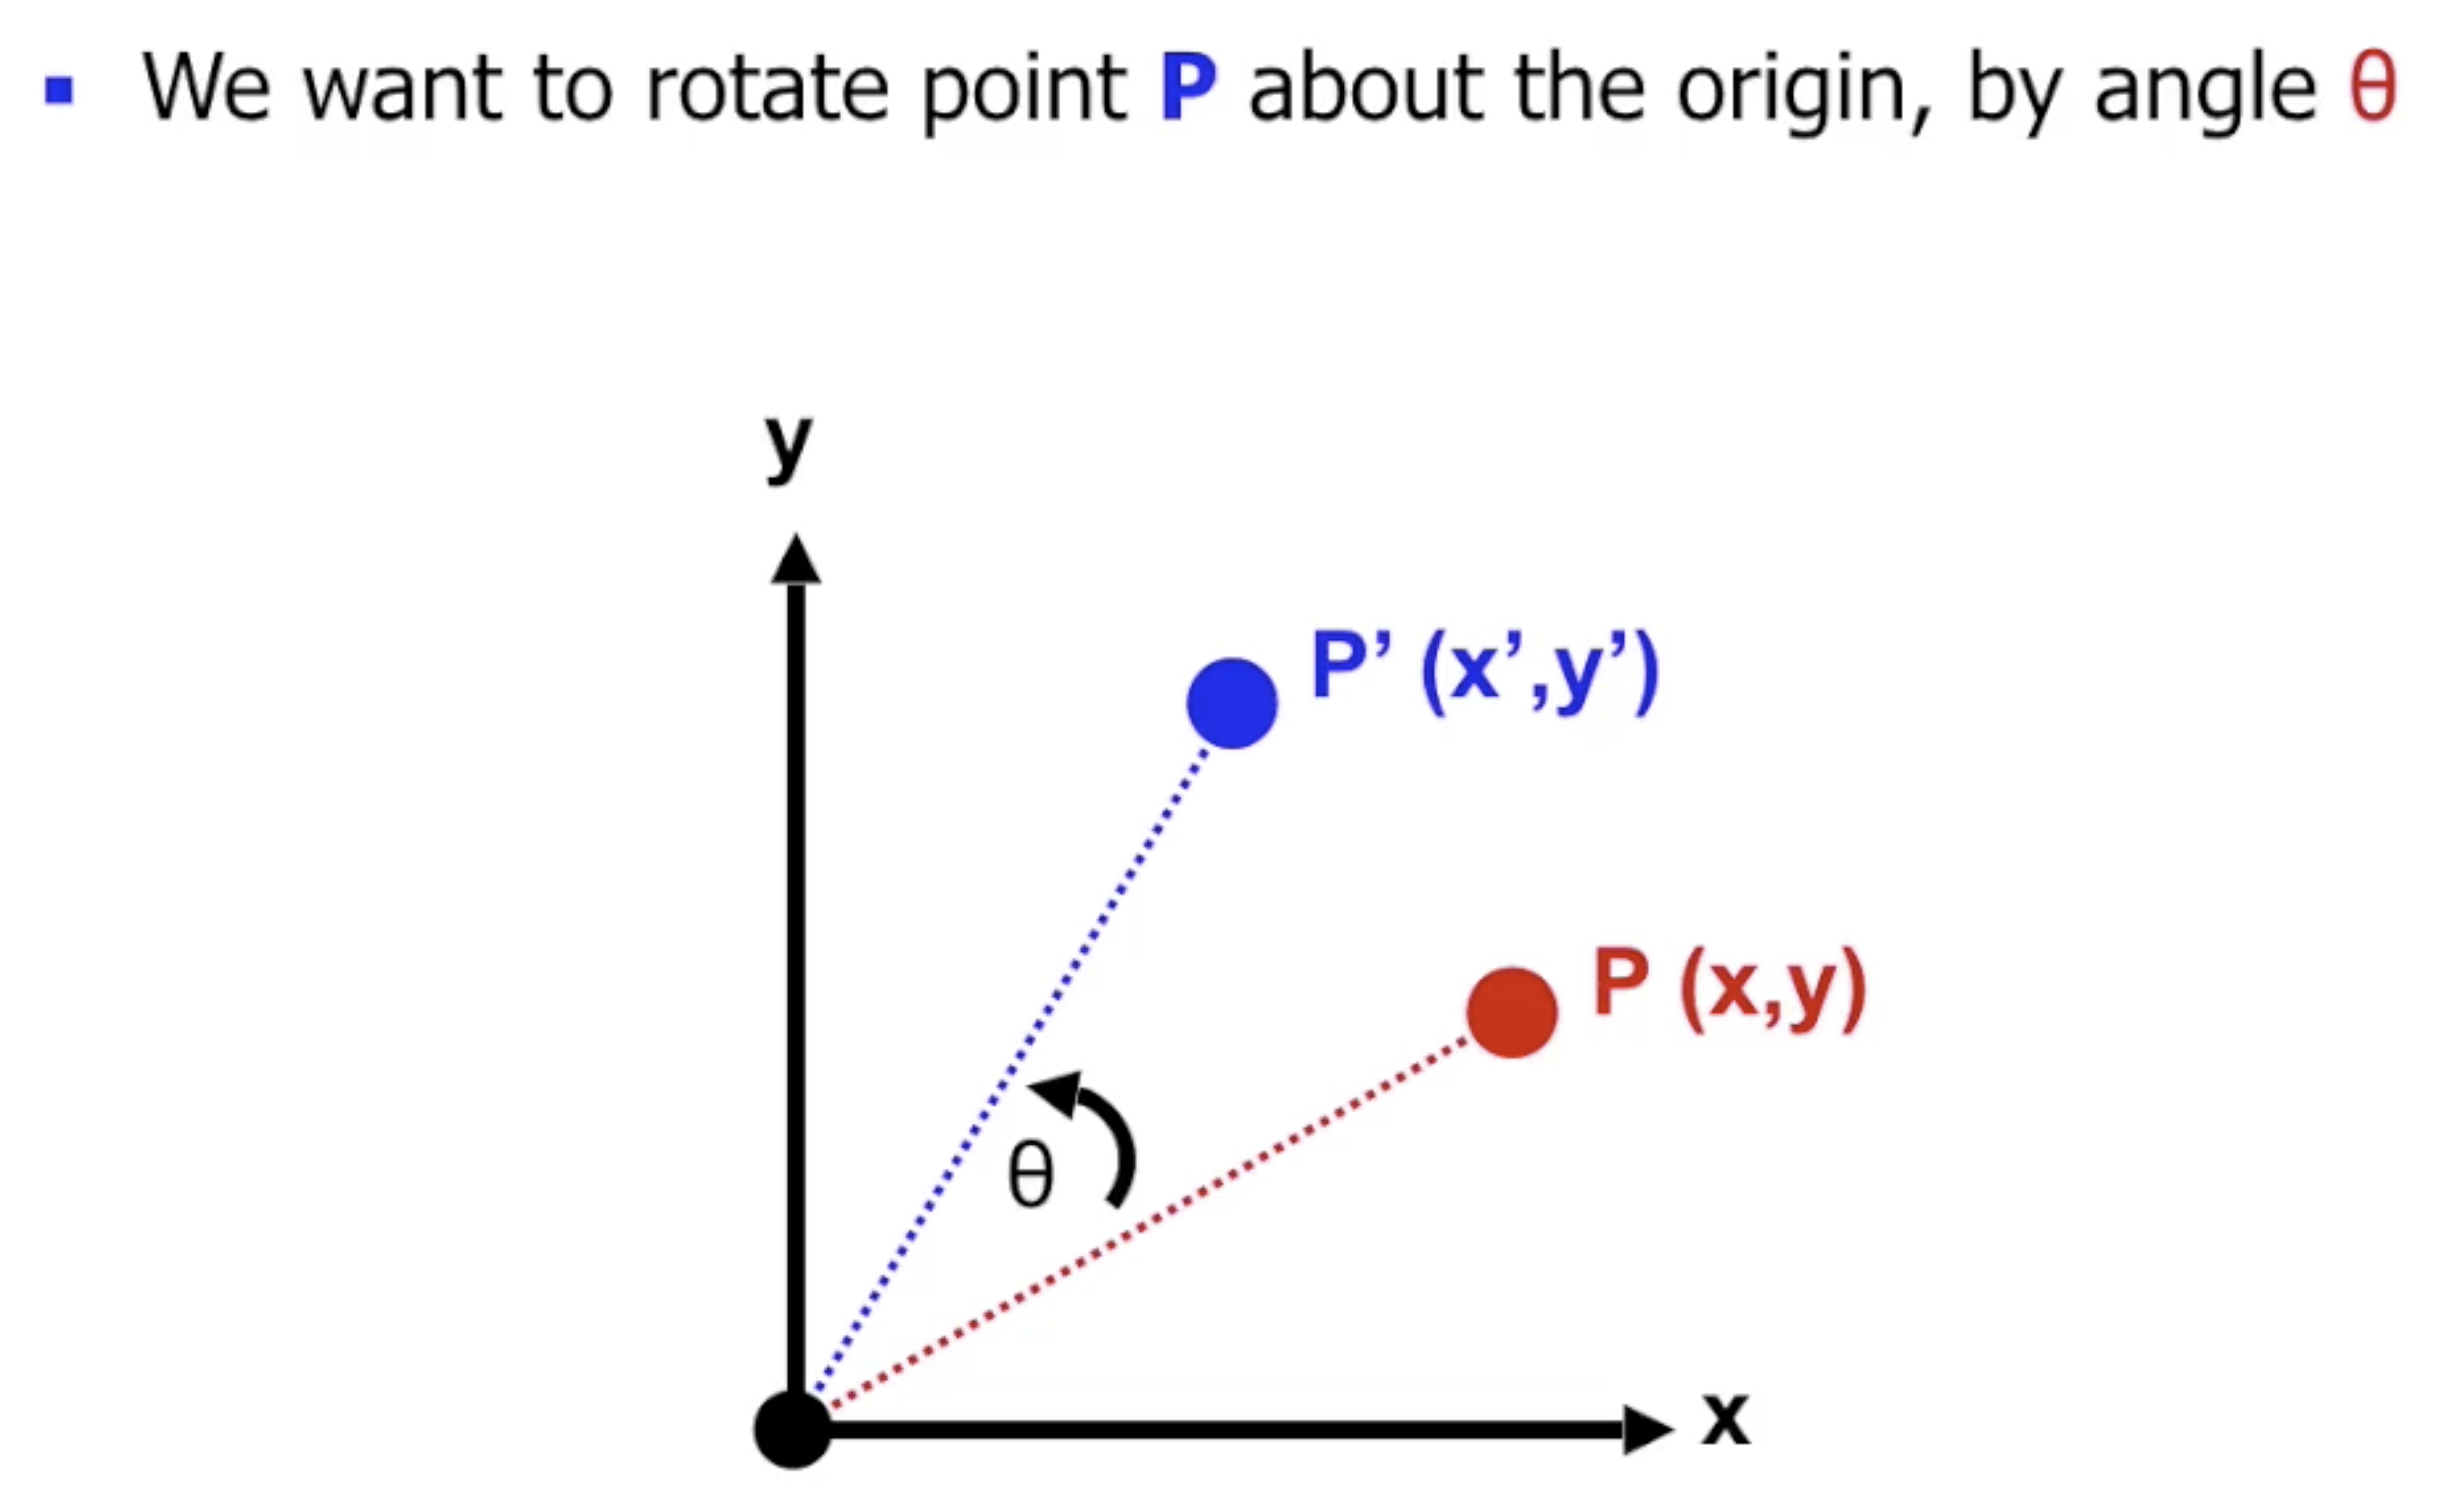 ▪ We want to rotate point P about the origin, by angle θ
y
P’ (x’,y’)
P (x,y)
θ
x